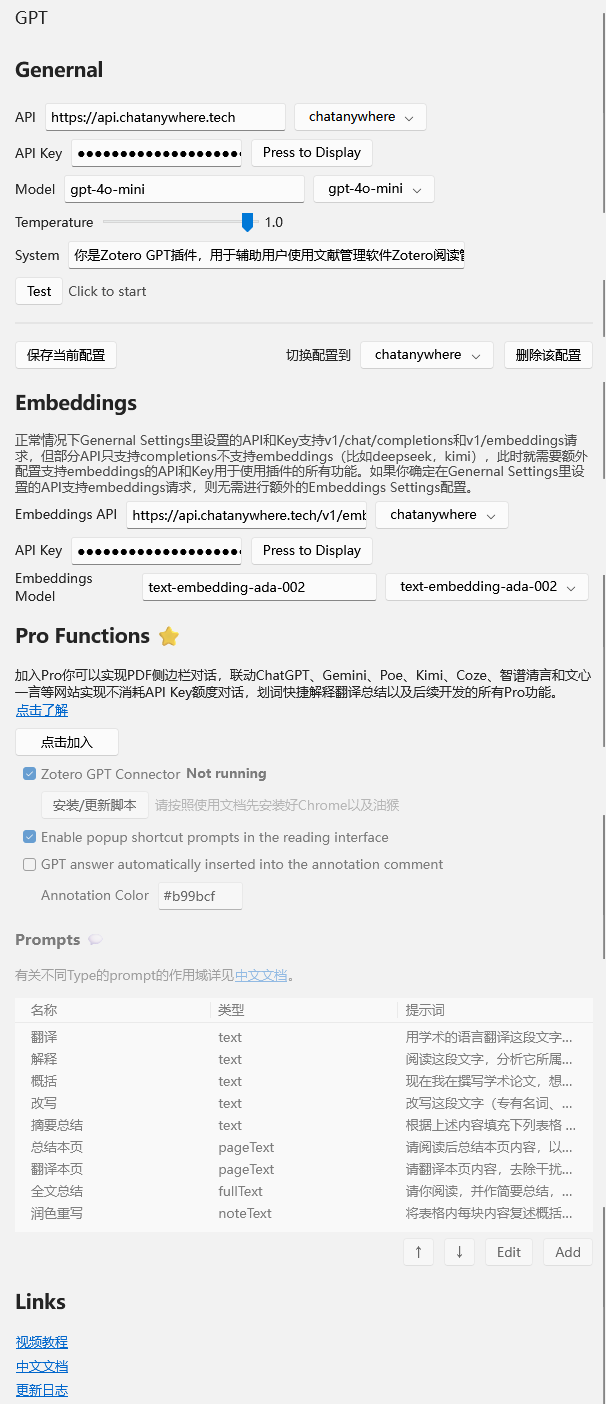 GPT
Genernal
API https://api.chatanywhere.tech chatanywhere
API Key ●●●●●●●●●●●●●●●●●●●● Press to Display
Model gpt-4o-mini gpt-4o-mini
Temperature 1.0
System 你是Zotero GPT插件，用于辅助用户使用文献管理软件Zotero阅读
Test Click to start
保存当前配置 切换配置到 chatanywhere 删除该配置
Embeddings
正常情况下Genernal Settings里设置的API和Key支持v1/chat/completions和v1/embeddings请
求，但部分API只支持completions不支持embeddings（比如deepseek，kimi），此时就需要额外
配置支持embeddings的API和Key用于使用插件的所有功能。如果你确定在Genernal Settings里设
置的API支持embeddings请求，则无需进行额外的Embeddings Settings配置。
Embeddings API https://api.chatanywhere.tech/v1/emb chatanywhere
API Key ●●●●●●●●●●●●●●●●●●●● Press to Display
Embeddings
Model text-embedding-ada-002 text-embedding-ada-002
Pro Functions ⭐
加入Pro你可以实现PDF侧边栏对话，联动ChatGPT、Gemini、Poe、Kimi、Coze、智谱清言和文心
一言等网站实现不消耗API Key额度对话，划词快捷解释翻译总结以及后续开发的所有Pro功能。
点击了解
点击加入
Zotero GPT Connector Not running
安装/更新脚本 请按照使用文档先安装好Chrome以及油猴
Enable popup shortcut prompts in the reading interface
GPT answer automatically inserted into the annotation comment
Annotation Color #b99bcf
Prompts 💬
有关不同Type的prompt的作用域详见中文文档。
名称 类型 提示词
翻译 text 用学术的语言翻译这段文字...
解释 text 阅读这段文字，分析它所属...
概括 text 现在我在撰写学术论文，想...
改写 text 改写这段文字（专有名词、...
摘要总结 text 根据上述内容填充下列表格 ...
总结本页 pageText 请阅读后总结本页内容，以...
翻译本页 pageText 请翻译本页内容，去除干扰...
全文总结 fullText 请你阅读，并作简要总结，...
润色重写 noteText 将表格内每块内容复述概括...
↑ ↓ Edit Add
Links
视频教程
中文文档
更新日志